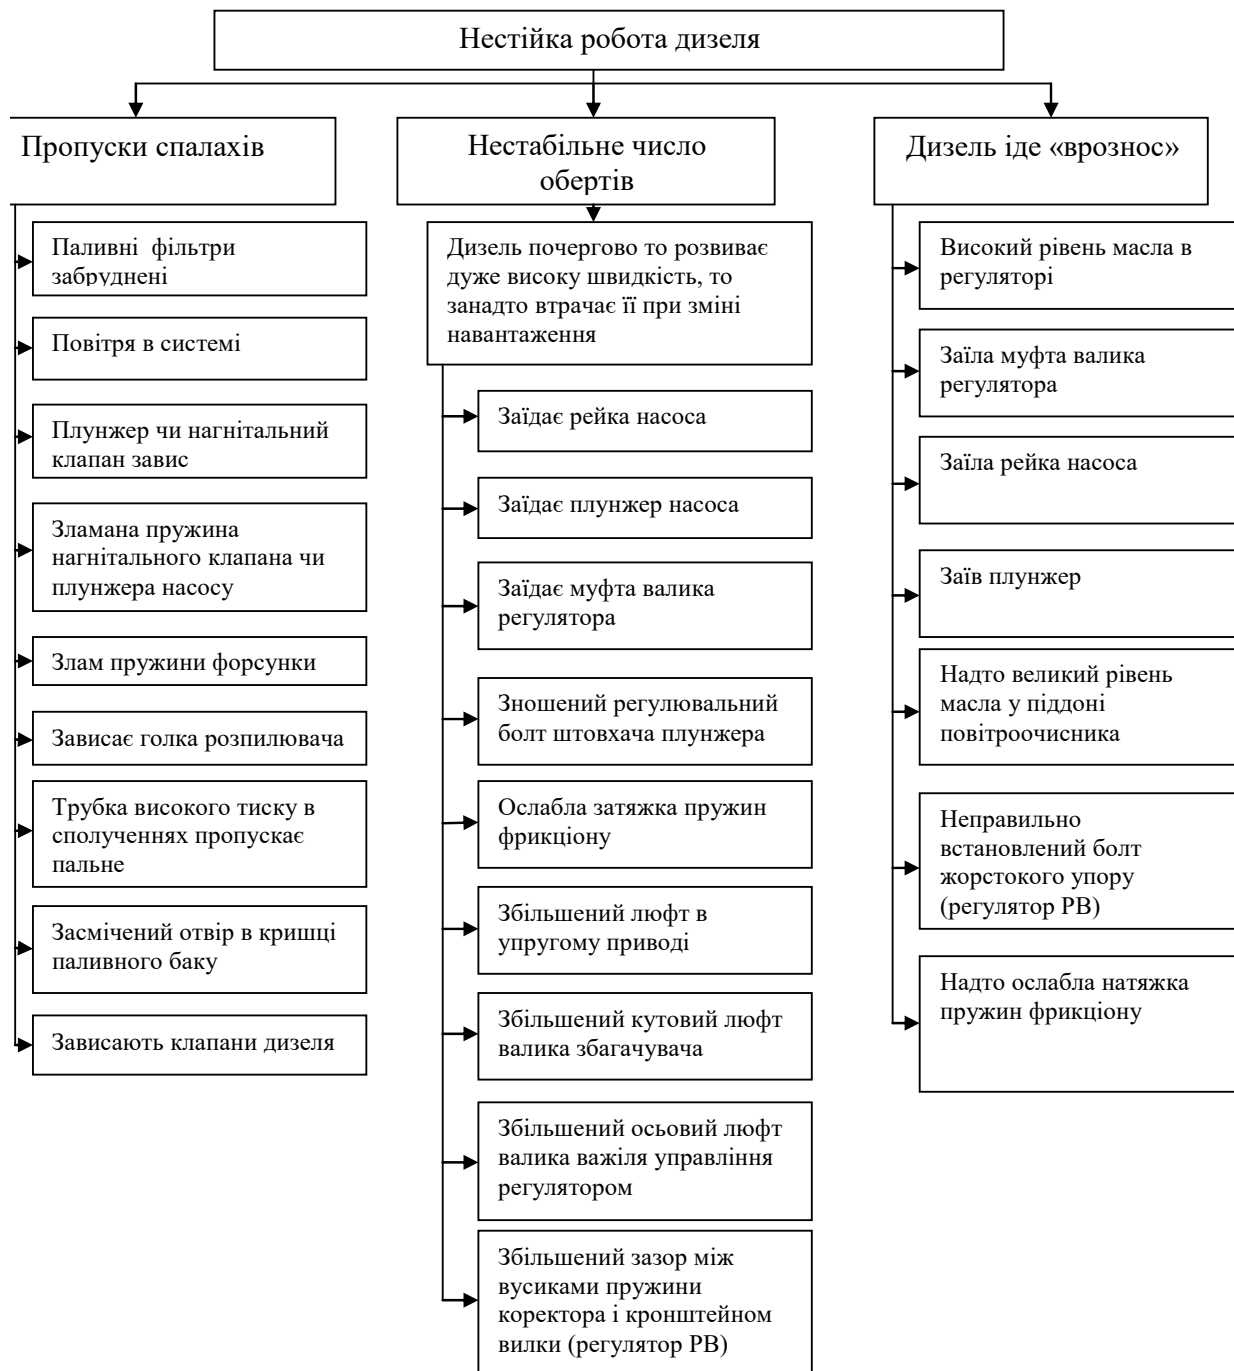 Нестійка робота дизеля
Пропуски спалахів
Паливні фільтри
забруднені
Повітря в системі
Плунжер чи нагнітальний
клапан завис
Зламана пружина
нагнітального клапана чи
плунжера насосу
Злам пружини форсунки
Зависає голка розпилювача
Трубка високого тиску в
сполученнях пропускає
пальне
Засмічений отвір в кришці
паливного баку
Зависають клапани дизеля
Нестабільне число
обертів
Дизель почергово то розвиває
дуже високу швидкість, то
занадто втрачає її при зміні
навантаження
Заїдає рейка насоса
Заїдає плунжер насоса
Заїдає муфта валика
регулятора
Зношений регулювальний
болт штовхача плунжера
Ослабла затяжка пружин
фрикціону
Збільшений люфт в
упругому приводі
Збільшений кутовий люфт
валика збагачувача
Збільшений осьовий люфт
валика важіля управління
регулятором
Збільшений зазор між
вусиками пружини
коректора і кронштейном
вилки (регулятор РВ)
Дизель іде «врознос»
Високий рівень масла в
регуляторі
Заїла муфта валика
регулятора
Заїла рейка насоса
Заїв плунжер
Надто великий рівень
масла у піддоні
повітроочисника
Неправильно
встановлений болт
жорстокого упору
(регулятор РВ)
Надто ослабла натяжка
пружин фрикціону